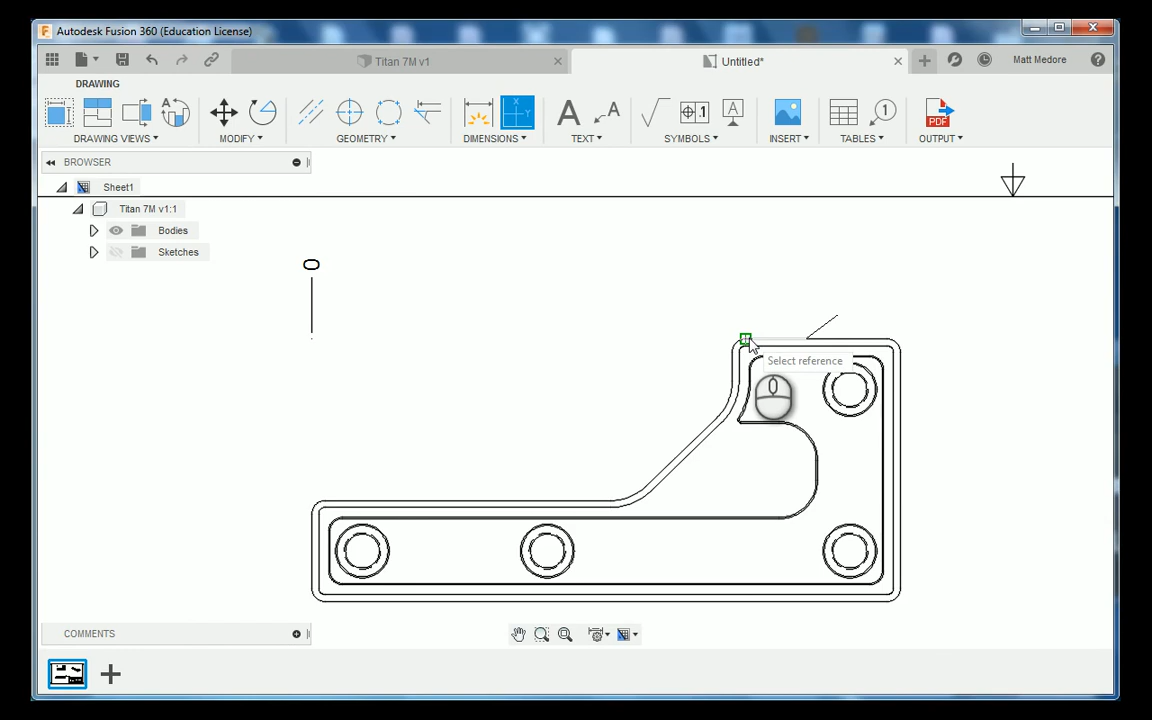 Autodesk Fusion 360 (Education License)
Titan 7M v1
Untitled*
Matt Medore
DRAWING
DRAWING VIEWS
MODIFY
GEOMETRY
DIMENSIONS
TEXT
SYMBOLS
INSERT
TABLES
OUTPUT
BROWSER
Sheet1
Titan 7M v1:1
Bodies
Sketches
0
Select reference
COMMENTS